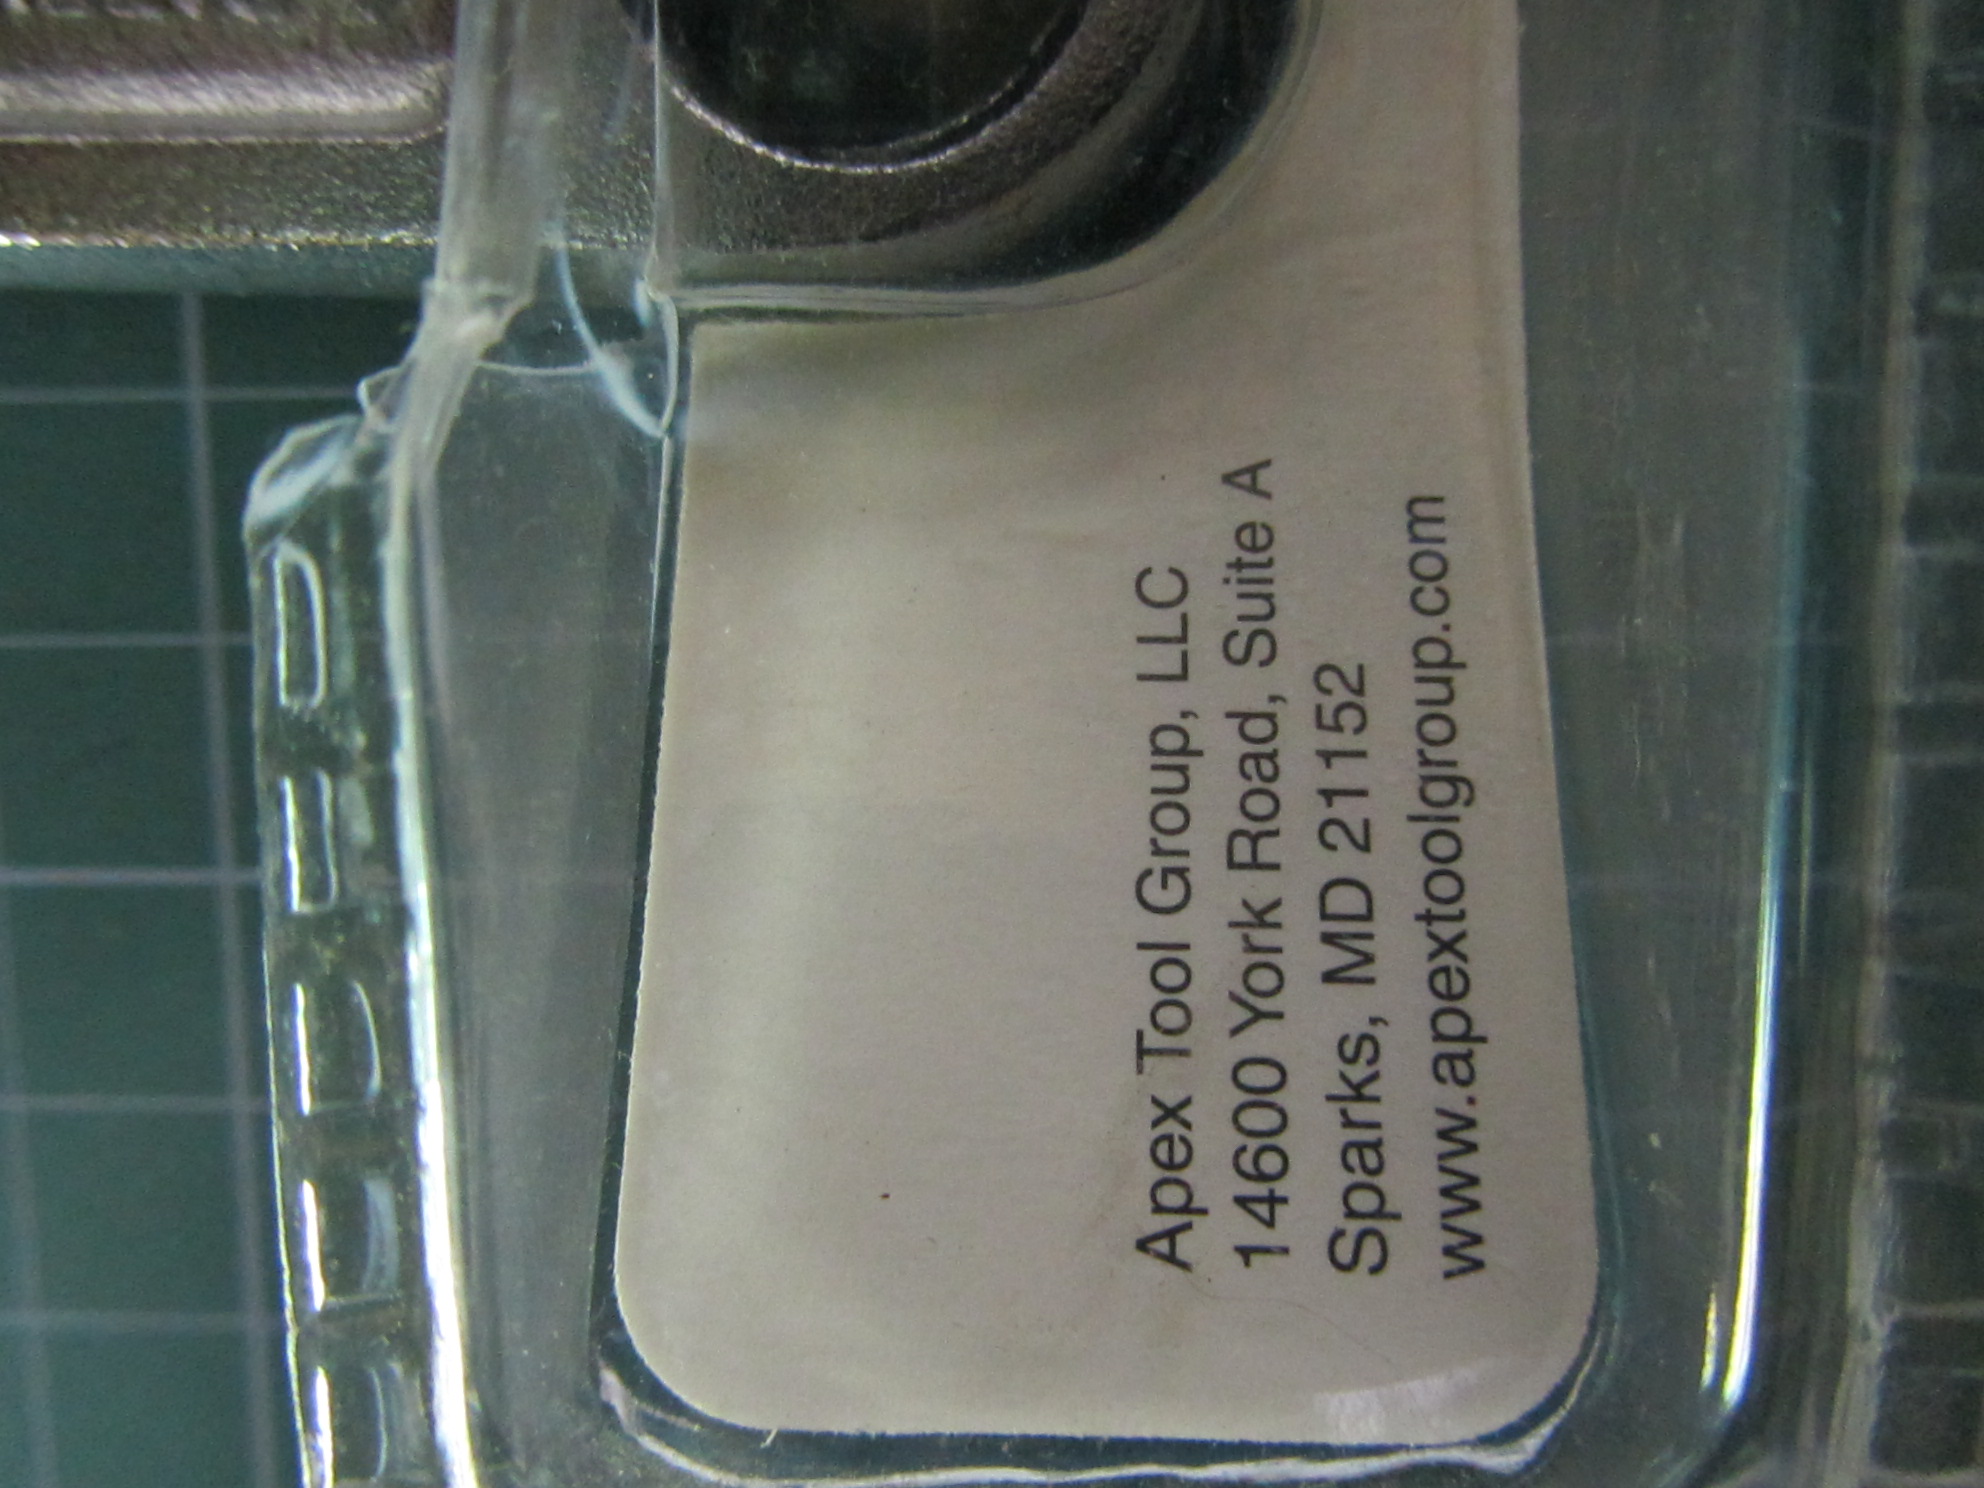 Apex Tool Group, LLC
14600 York Road, Suite A
Sparks, MD 21152
www.apextoolgroup.com